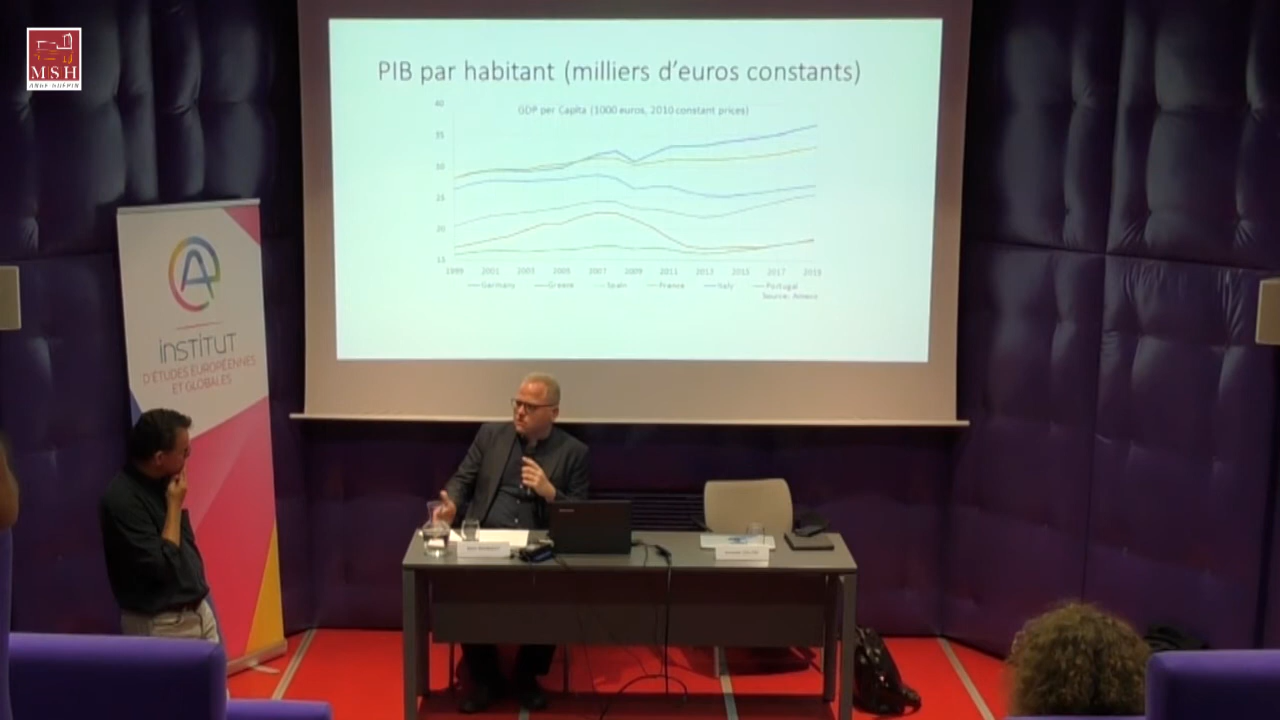 MSH
ANGE-GUÉPIN
PIB par habitant (milliers d'euros constants)
GDP per Capita (1000 euros, 2010 constant prices)
40
35
30
25
20
15
1999 2001 2003 2005 2007 2009 2011 2013 2015 2017 2019
Germany Greece Spain France Italy Portugal
Source: Ameco
A
institut
D'ÉTUDES EUROPÉENNES
ET GLOBALES